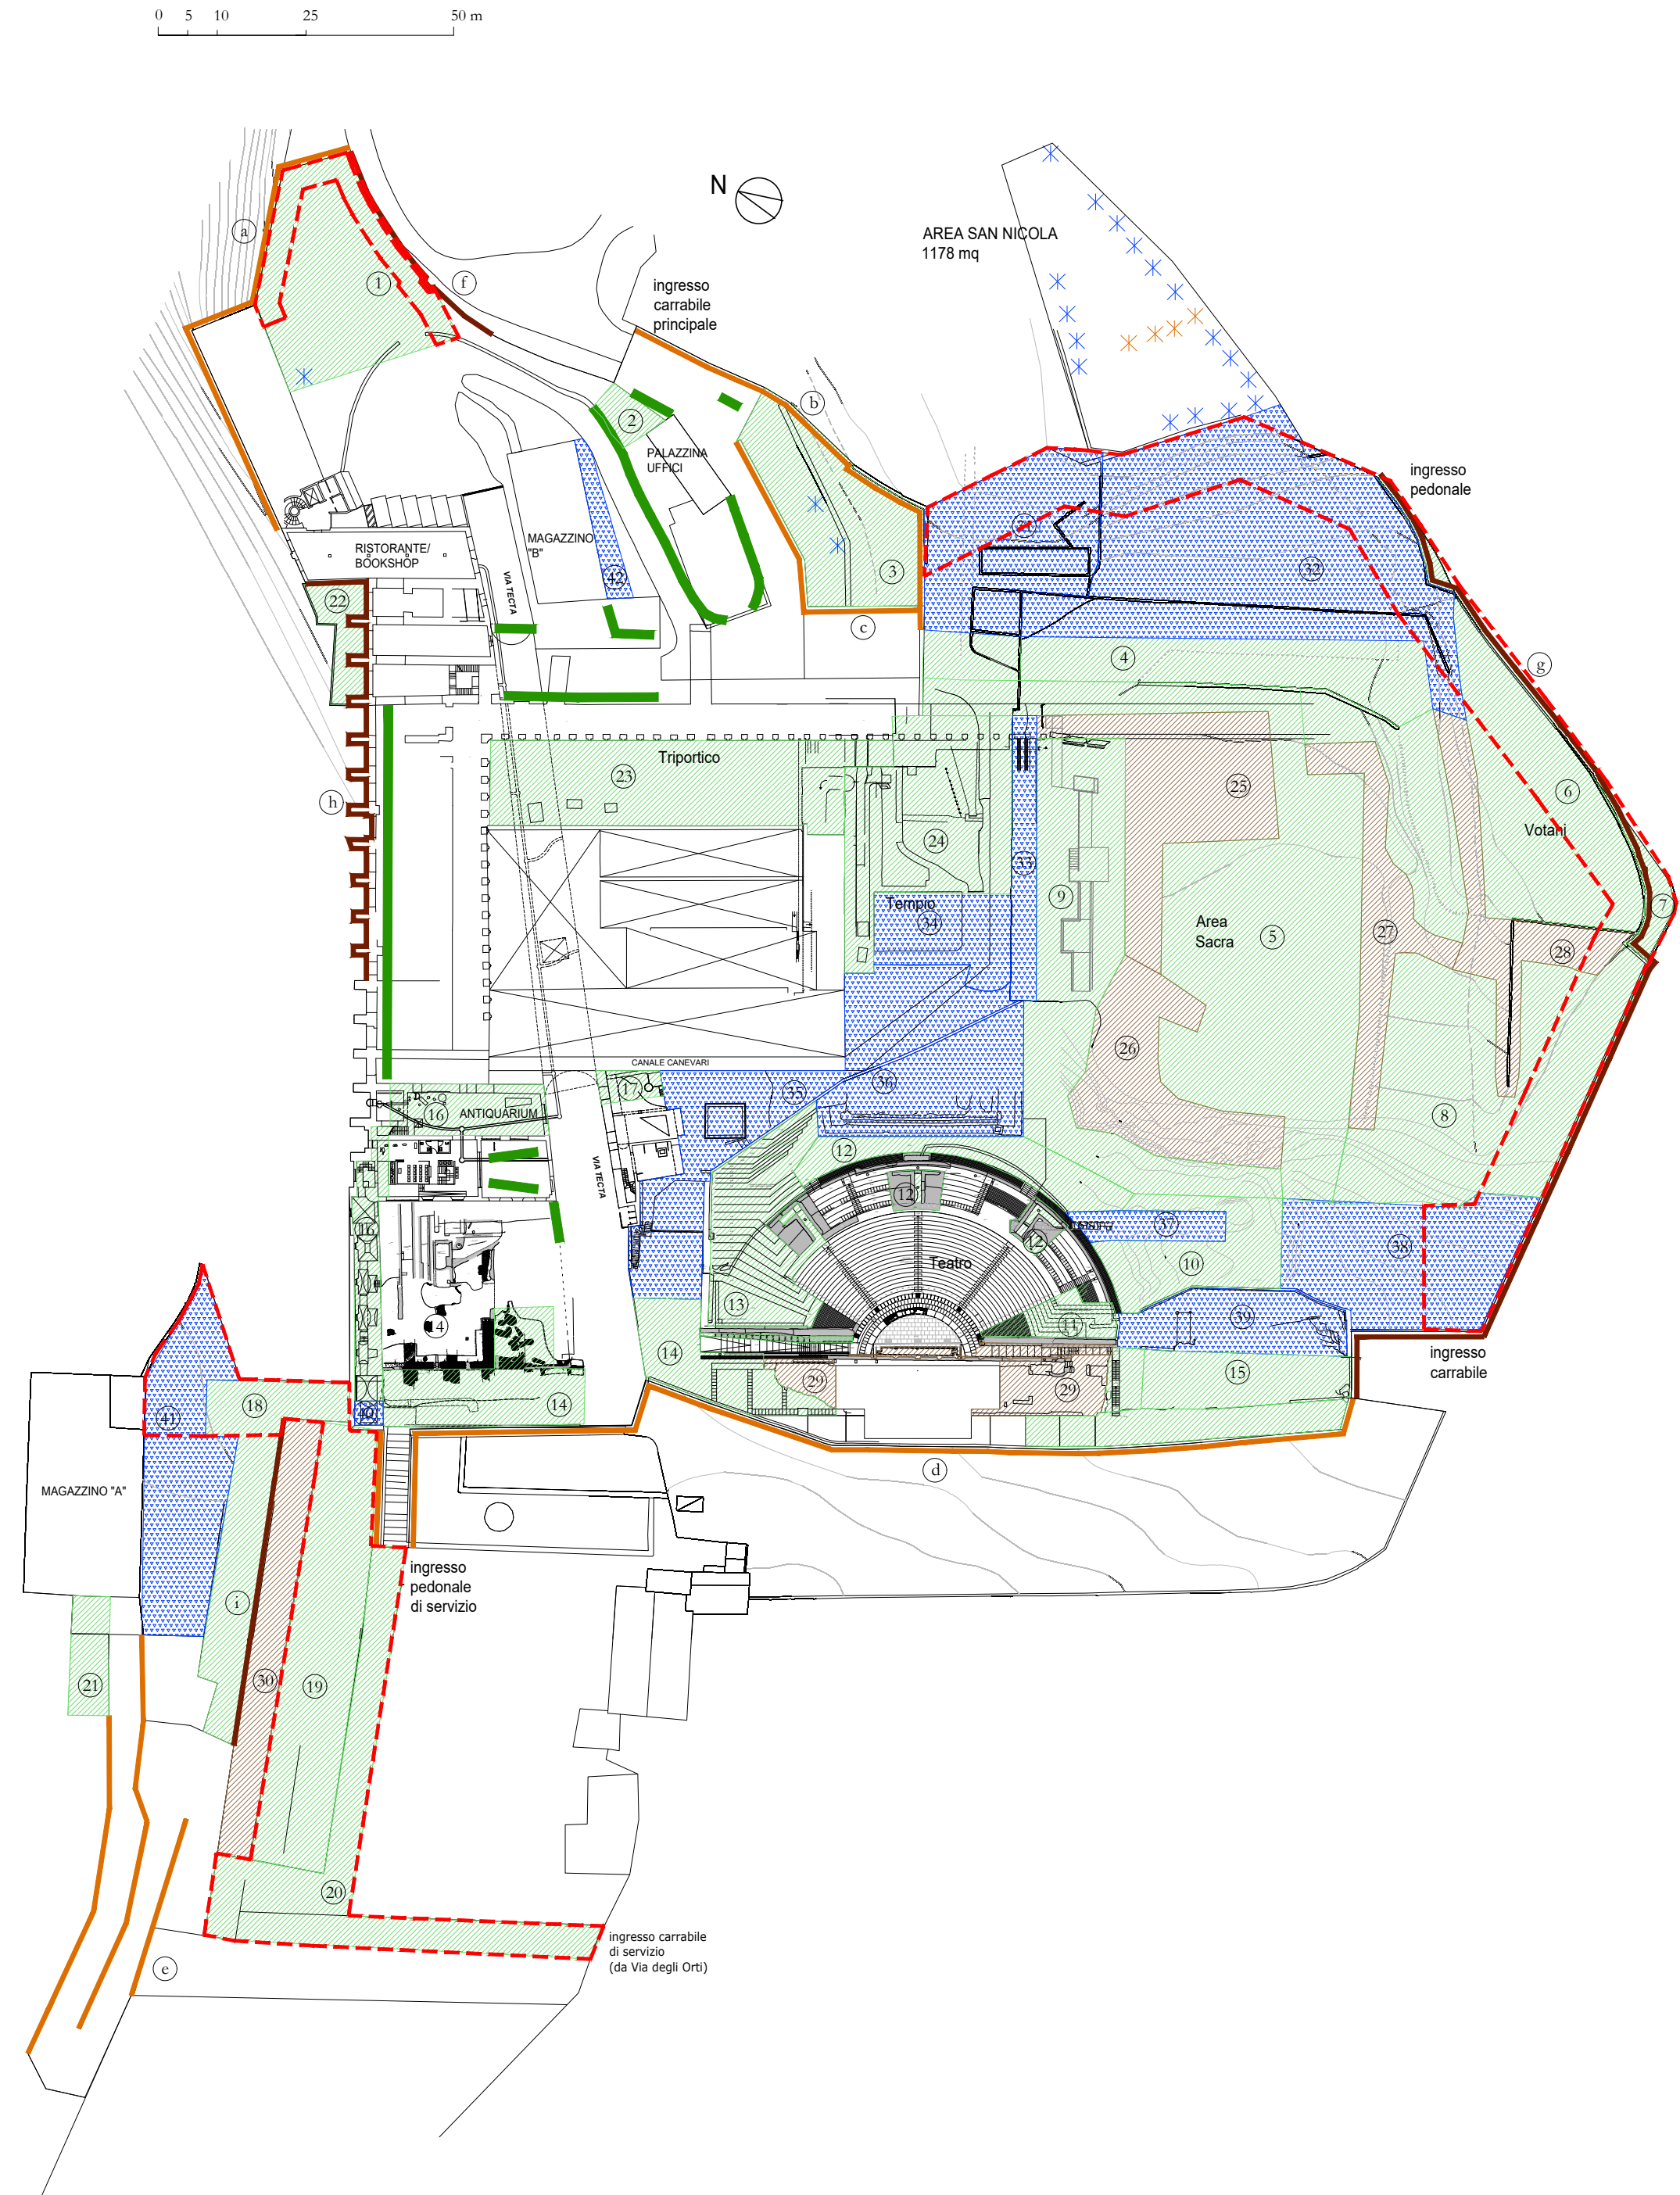 0 5 10 25 50 m
N
AREA SAN NICOLA
1178 mq
a
1
f
ingresso
carrabile
principale
b
2
PALAZZINA
UFFICI
ingresso
pedonale
RISTORANTE/
BOOKSHOP
MAGAZZINO
"B"
VIA TECTA
42
3
32
22
c
4
g
Triportico
23
25
6
h
Votani
24
33
9
Tempio
34
Area
Sacra
5
27
7
28
CANALE CANEVARI
26
17
35
36
16
ANTIQUARIUM
8
12
VIA TECTA
12
37
16
12
Teatro
10
38
13
11
39
4
ingresso
carrabile
14
29
29
15
18
14
40
41
d
MAGAZZINO "A"
ingresso
pedonale
di servizio
i
21
30
19
20
ingresso carrabile
di servizio
(da Via degli Orti)
e